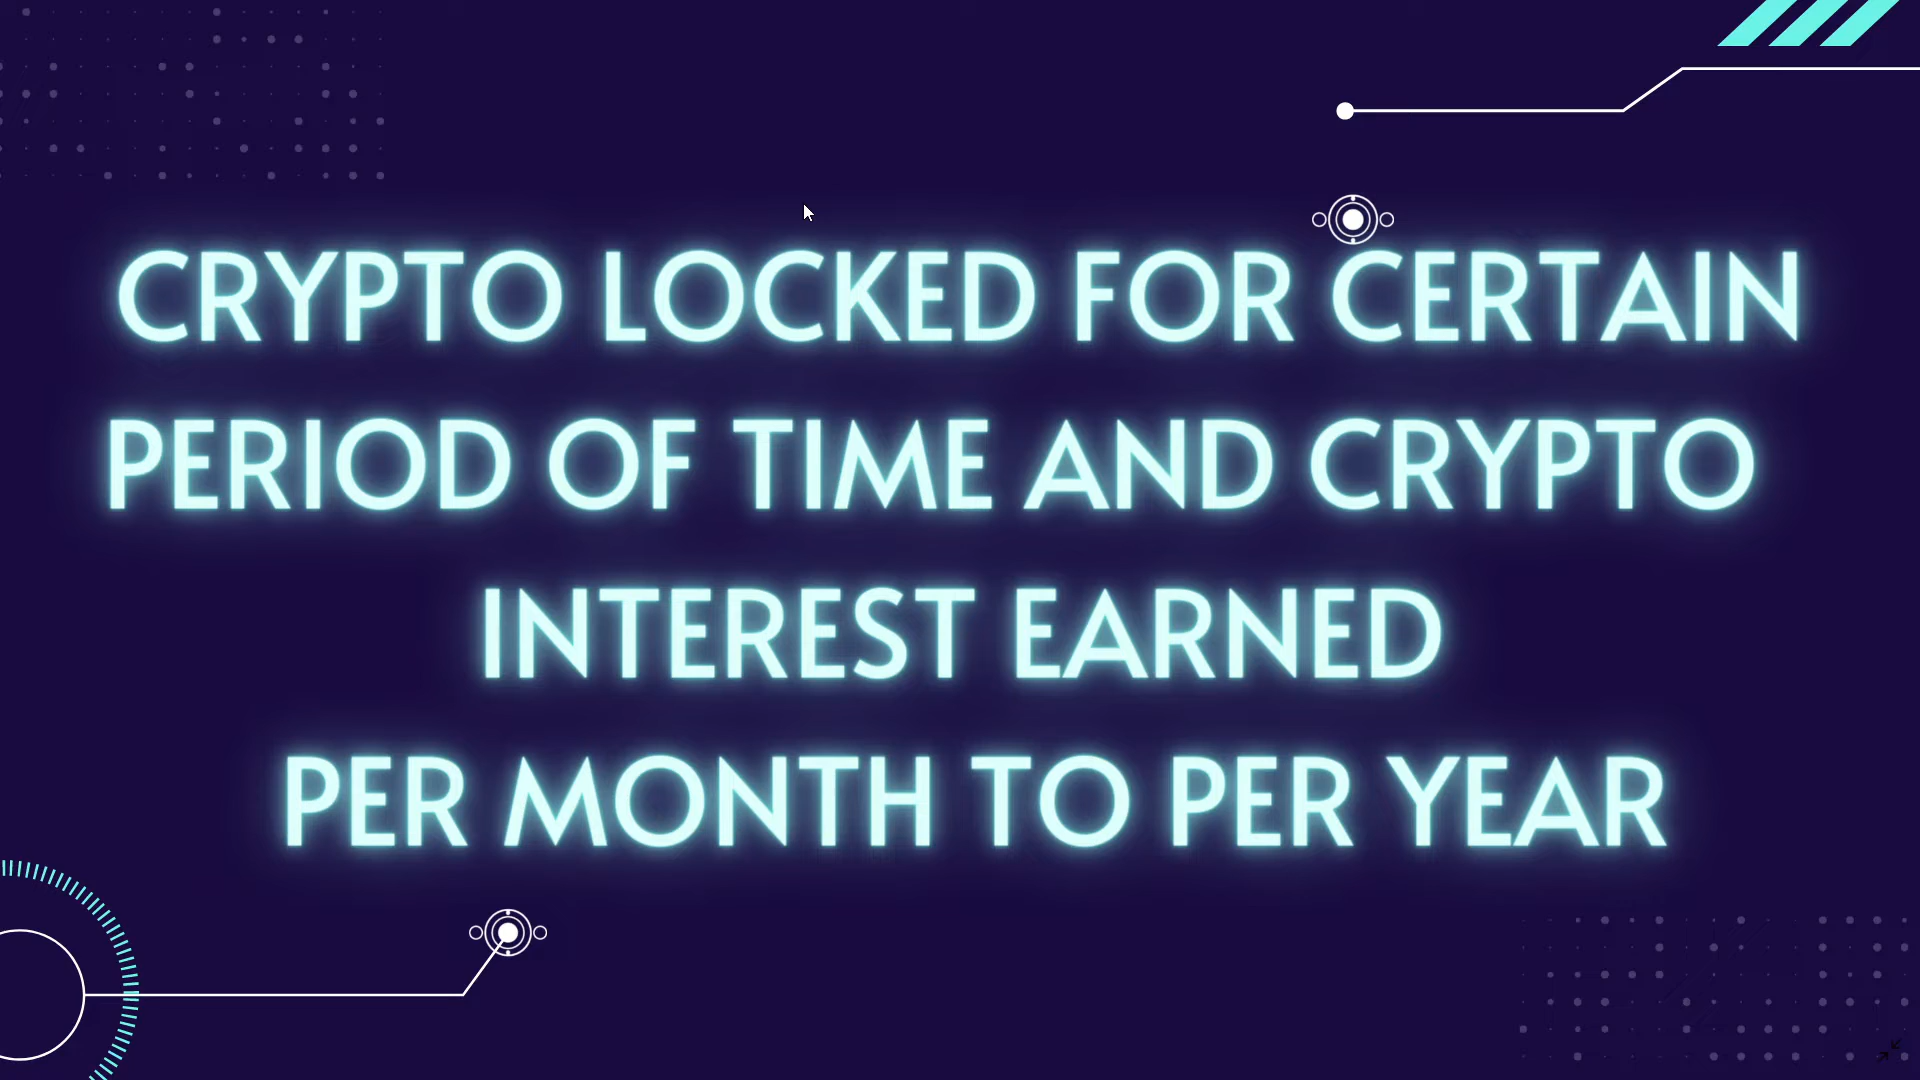 CRYPTO LOCKED FOR CERTAIN
PERIOD OF TIME AND CRYPTO
INTEREST EARNED
PER MONTH TO PER YEAR